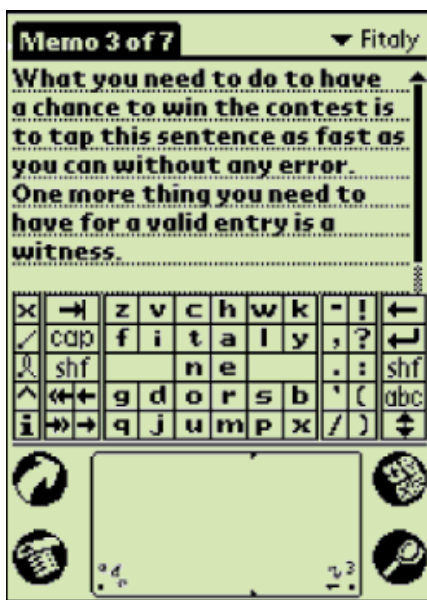 Memo 3 of 7 Fitaly
What you need to do to have
a chance to win the contest is
to tap this sentence as fast as
you can without any error.
One more thing you need to
have for a valid entry is a
witness.
z v c h w k - !
cap f i t a l y , ?
shf n e . : shf
g d o r s b ' ( abc
i q j u m p x / )